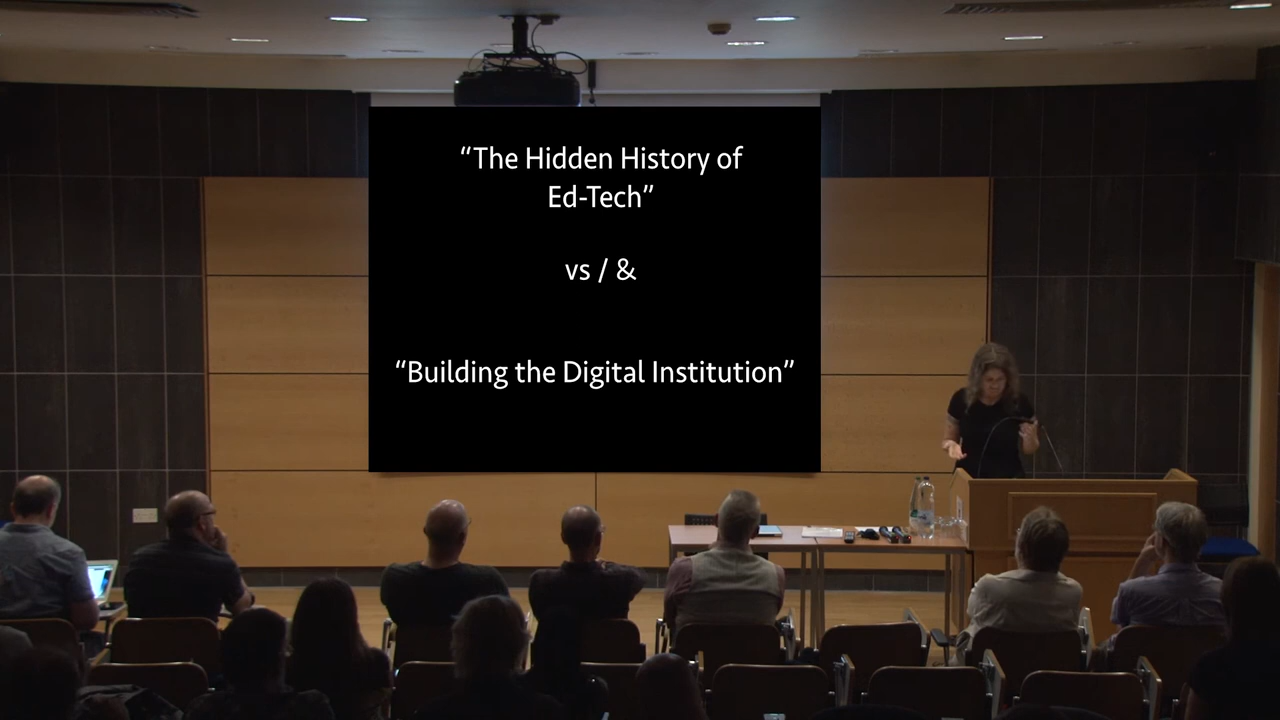 “The Hidden History of
Ed-Tech”
vs / &
“Building the Digital Institution”